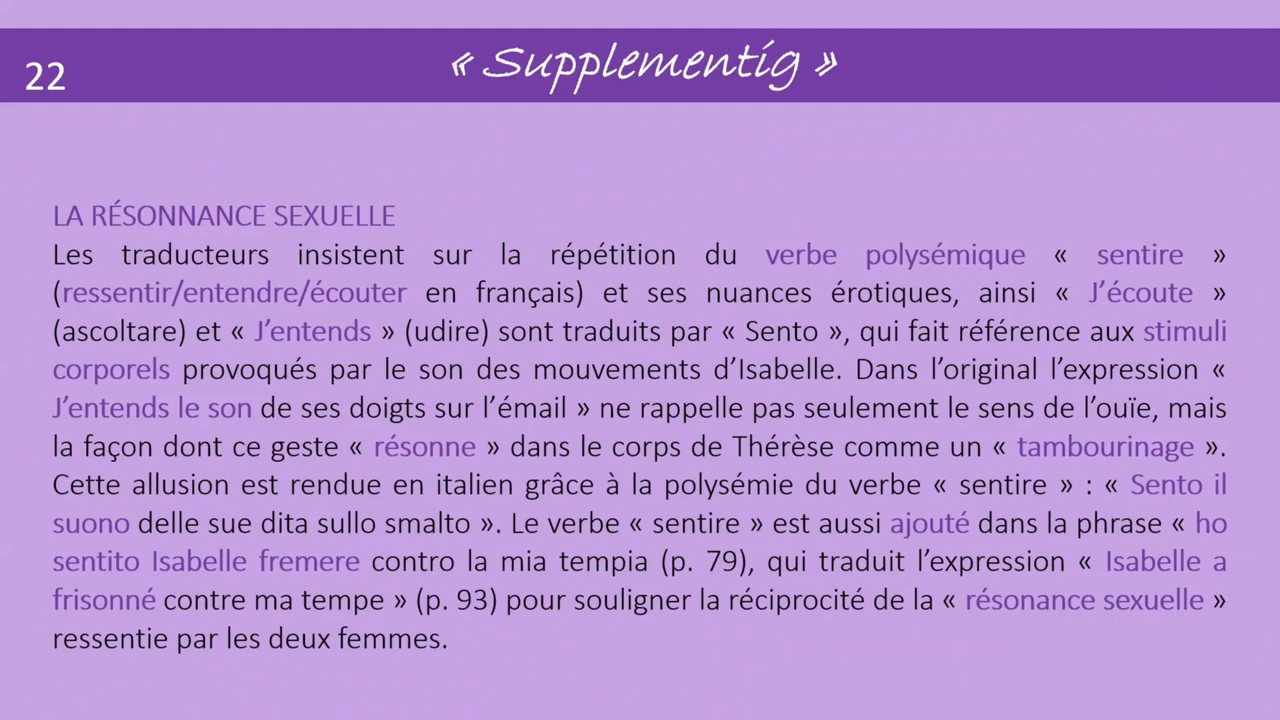 22
« Supplementig »
LA RÉSONNANCE SEXUELLE
Les traducteurs insistent sur la répétition du verbe polysémique « sentire »
(ressentir/entendre/écouter en français) et ses nuances érotiques, ainsi « J’écoute »
(ascoltare) et « J’entends » (udire) sont traduits par « Sento », qui fait référence aux stimuli
corporels provoqués par le son des mouvements d’Isabelle. Dans l’original l’expression «
J’entends le son de ses doigts sur l’émail » ne rappelle pas seulement le sens de l’ouïe, mais
la façon dont ce geste « résonne » dans le corps de Thérèse comme un « tambourinage ».
Cette allusion est rendue en italien grâce à la polysémie du verbe « sentire » : « Sento il
suono delle sue dita sullo smalto ». Le verbe « sentire » est aussi ajouté dans la phrase « ho
sentito Isabelle fremere contro la mia tempia (p. 79), qui traduit l’expression « Isabelle a
frisonné contre ma tempe » (p. 93) pour souligner la réciprocité de la « résonance sexuelle »
ressentie par les deux femmes.